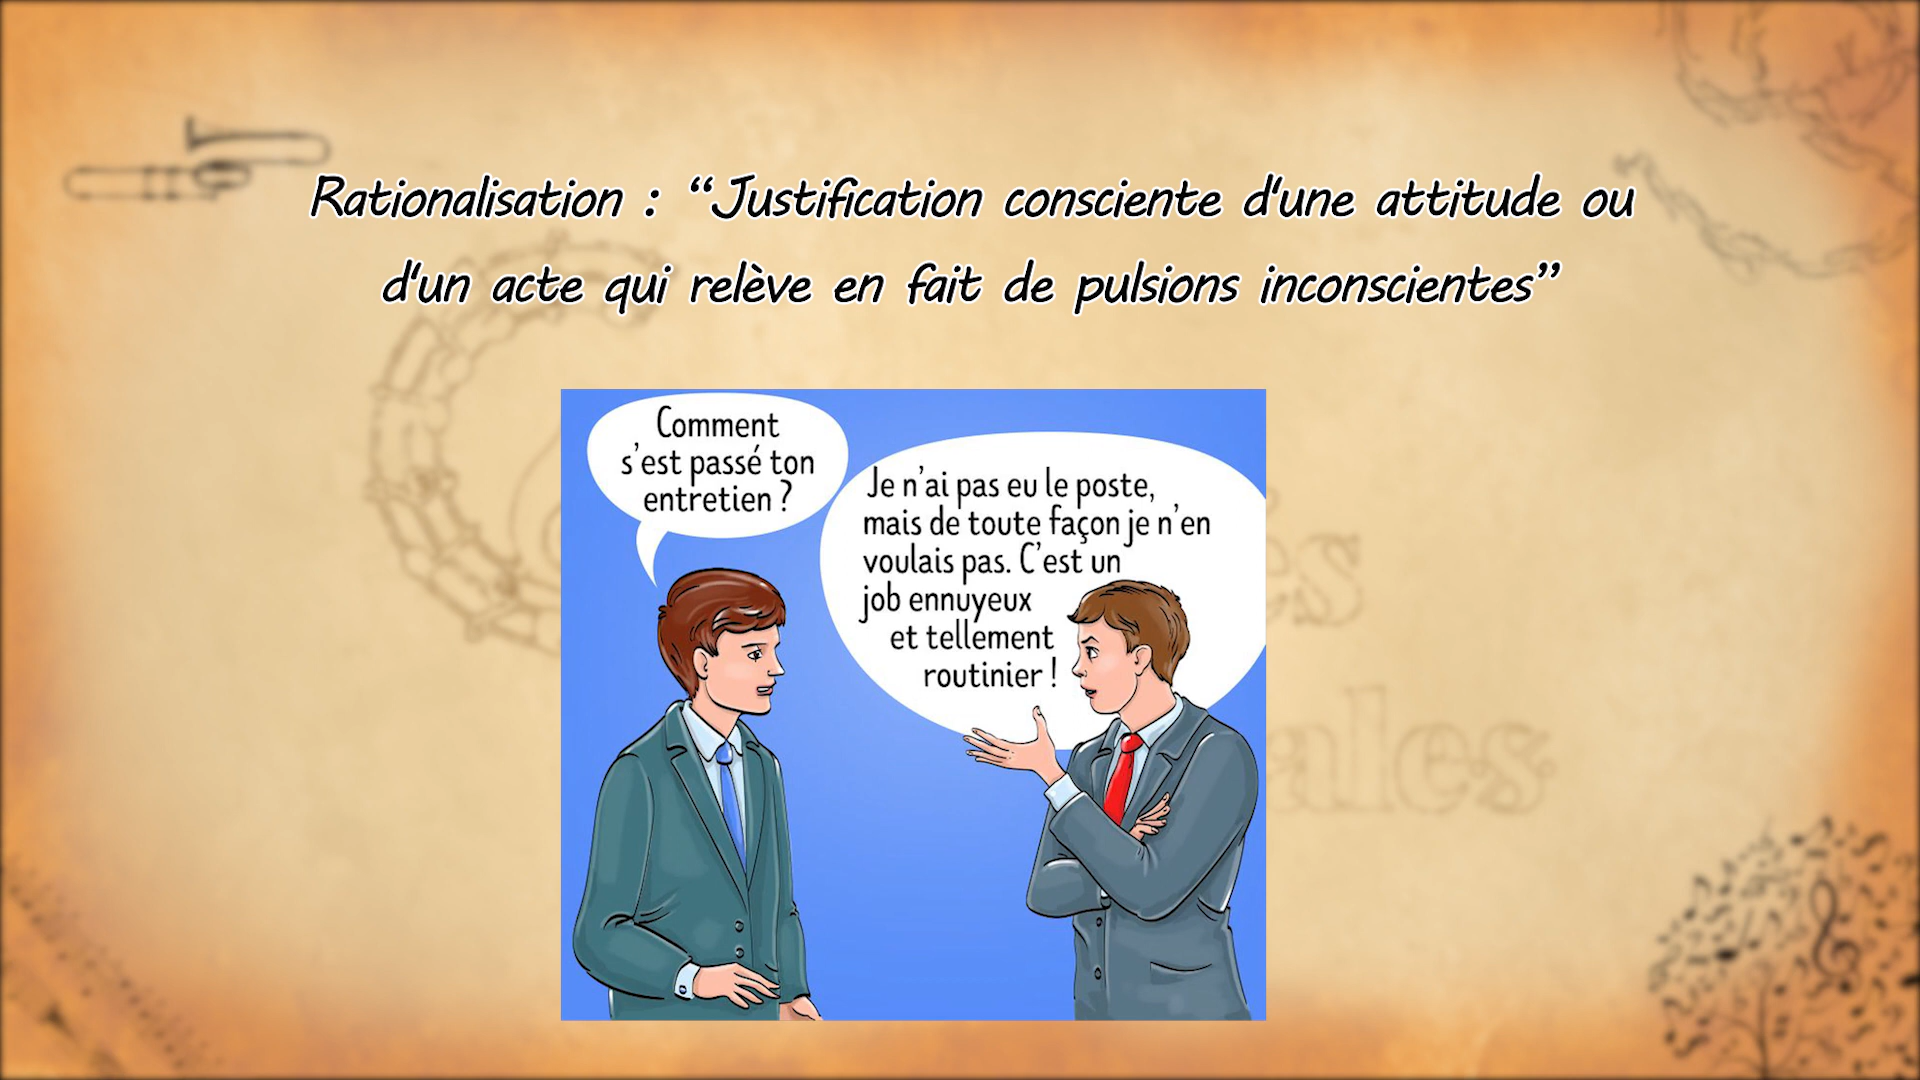 Rationalisation : “Justification consciente d'une attitude ou
d'un acte qui relève en fait de pulsions inconscientes”
Comment
s'est passé ton
entretien ?
Je n'ai pas eu le poste,
mais de toute façon je n'en
voulais pas. C'est un
job ennuyeux
et tellement
routinier !